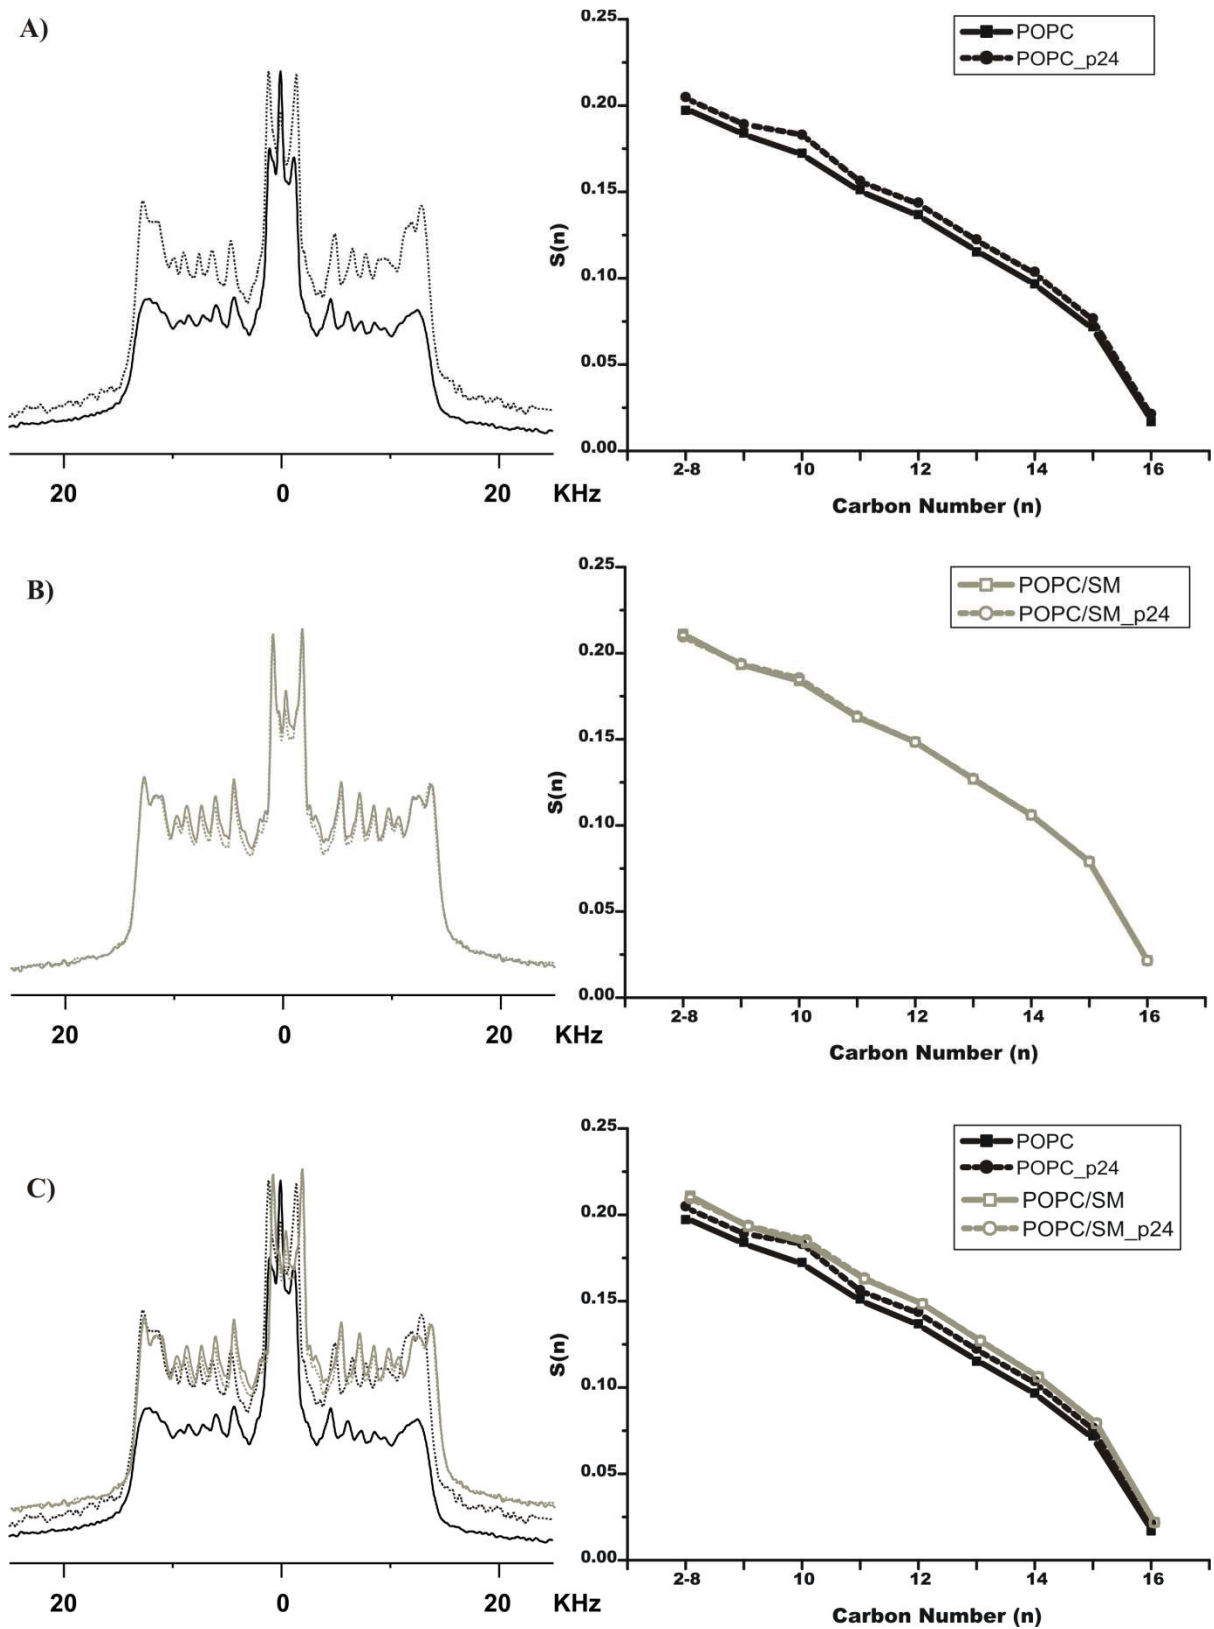 A)
20 0 20 KHz
0.25
0.20
0.15
0.10
0.05
0.00
S(n)
POPC
POPC_p24
2-8 10 12 14 16
Carbon Number (n)
B)
20 0 20 KHz
0.25
0.20
0.15
0.10
0.05
0.00
S(n)
POPC/SM
POPC/SM_p24
2-8 10 12 14 16
Carbon Number (n)
C)
20 0 20 KHz
0.25
0.20
0.15
0.10
0.05
0.00
S(n)
POPC
POPC_p24
POPC/SM
POPC/SM_p24
2-8 10 12 14 16
Carbon Number (n)